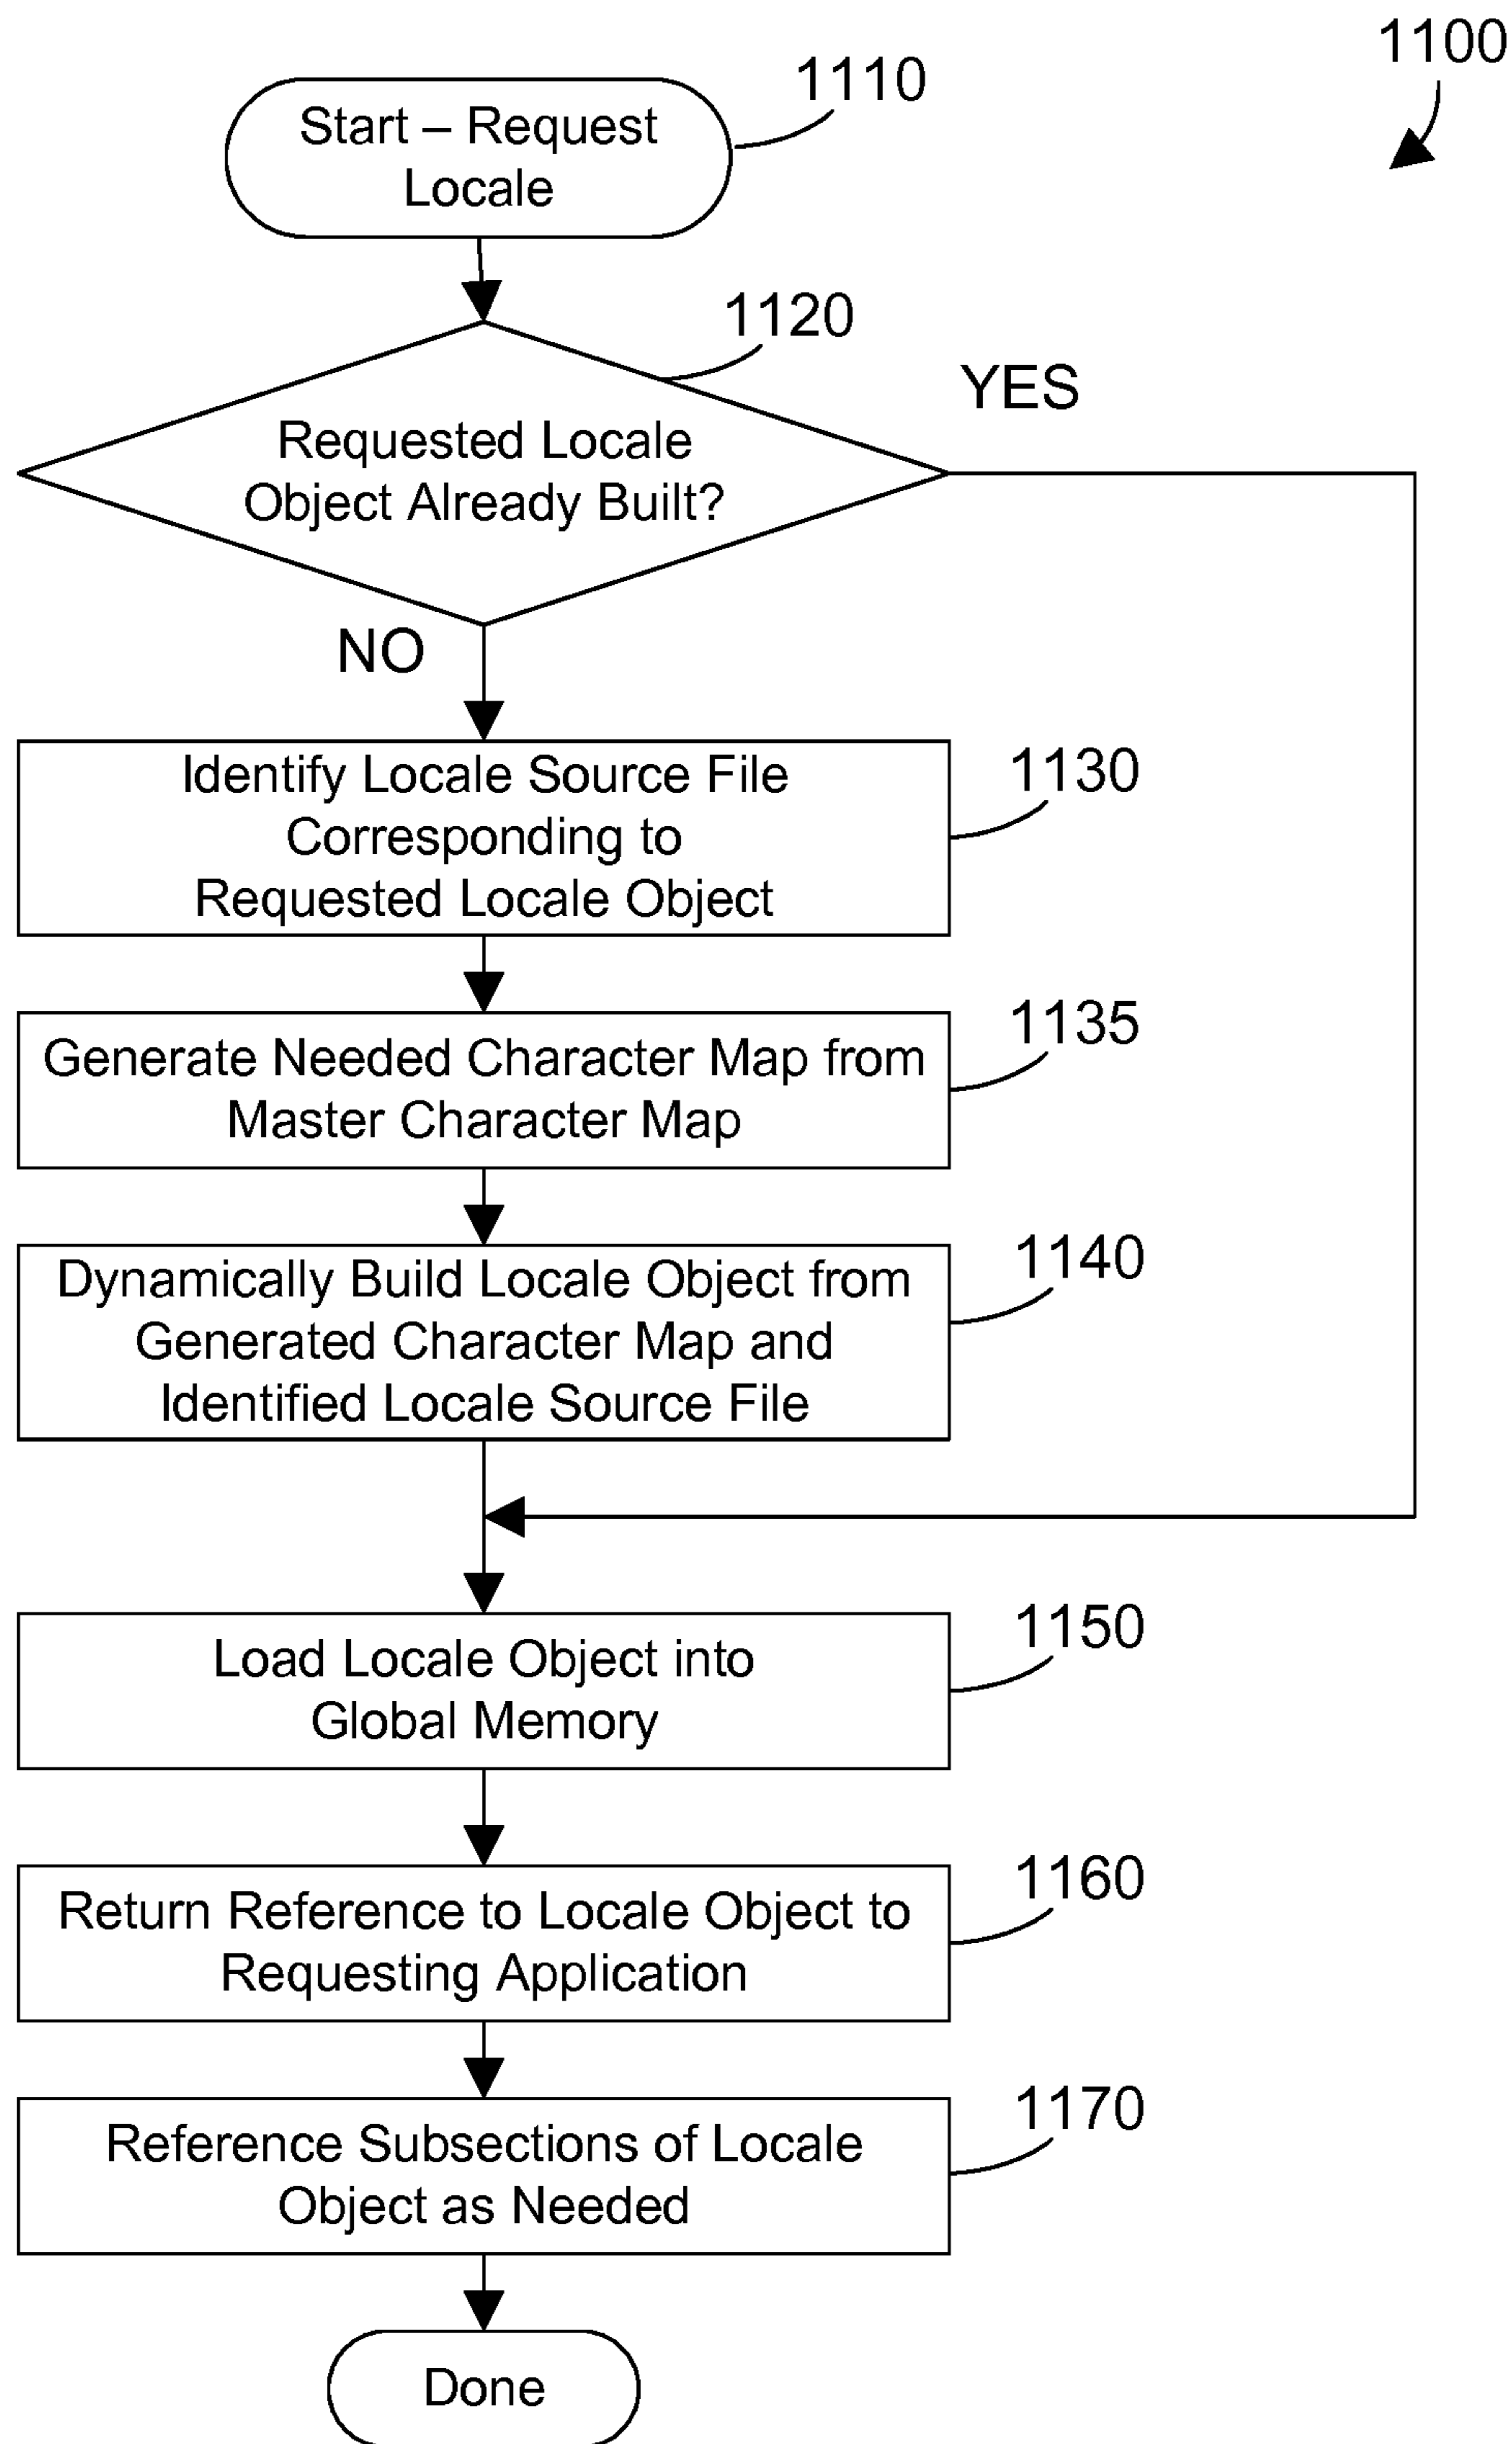 1100
1110
Start – Request
Locale
1120
YES
Requested Locale
Object Already Built?
NO
1130
Identify Locale Source File
Corresponding to
Requested Locale Object
1135
Generate Needed Character Map from
Master Character Map
1140
Dynamically Build Locale Object from
Generated Character Map and
Identified Locale Source File
1150
Load Locale Object into
Global Memory
1160
Return Reference to Locale Object to
Requesting Application
1170
Reference Subsections of Locale
Object as Needed
Done